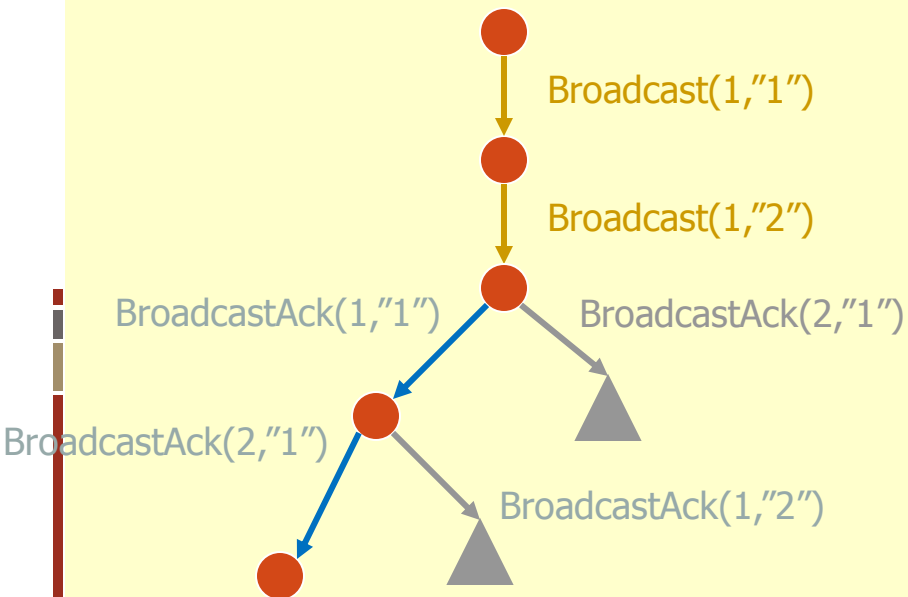 Broadcast(1,”1”)
Broadcast(1,”2”)
BroadcastAck(1,”1”)
BroadcastAck(2,”1”)
BroadcastAck(2,”1”)
BroadcastAck(1,”2”)